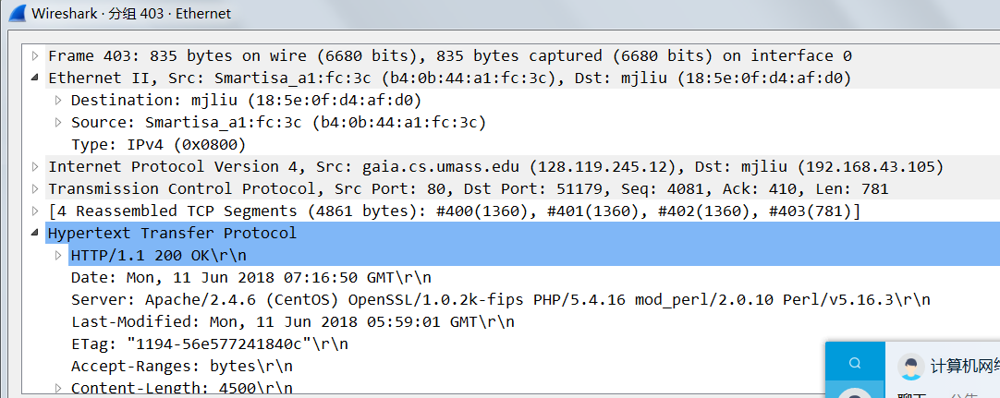 Wireshark · 分组 403 · Ethernet
Frame 403: 835 bytes on wire (6680 bits), 835 bytes captured (6680 bits) on interface 0
Ethernet II, Src: Smartisa_a1:fc:3c (b4:0b:44:a1:fc:3c), Dst: mjliu (18:5e:0f:d4:af:d0)
Destination: mjliu (18:5e:0f:d4:af:d0)
Source: Smartisa_a1:fc:3c (b4:0b:44:a1:fc:3c)
Type: IPv4 (0x0800)
Internet Protocol Version 4, Src: gaia.cs.umass.edu (128.119.245.12), Dst: mjliu (192.168.43.105)
Transmission Control Protocol, Src Port: 80, Dst Port: 51179, Seq: 4081, Ack: 410, Len: 781
[4 Reassembled TCP Segments (4861 bytes): #400(1360), #401(1360), #402(1360), #403(781)]
Hypertext Transfer Protocol
HTTP/1.1 200 OK\r\n
Date: Mon, 11 Jun 2018 07:16:50 GMT\r\n
Server: Apache/2.4.6 (CentOS) OpenSSL/1.0.2k-fips PHP/5.4.16 mod_perl/2.0.10 Perl/v5.16.3\r\n
Last-Modified: Mon, 11 Jun 2018 05:59:01 GMT\r\n
ETag: "1194-56e577241840c"\r\n
Accept-Ranges: bytes\r\n
Content-Length: 4500\r\n
计算机网